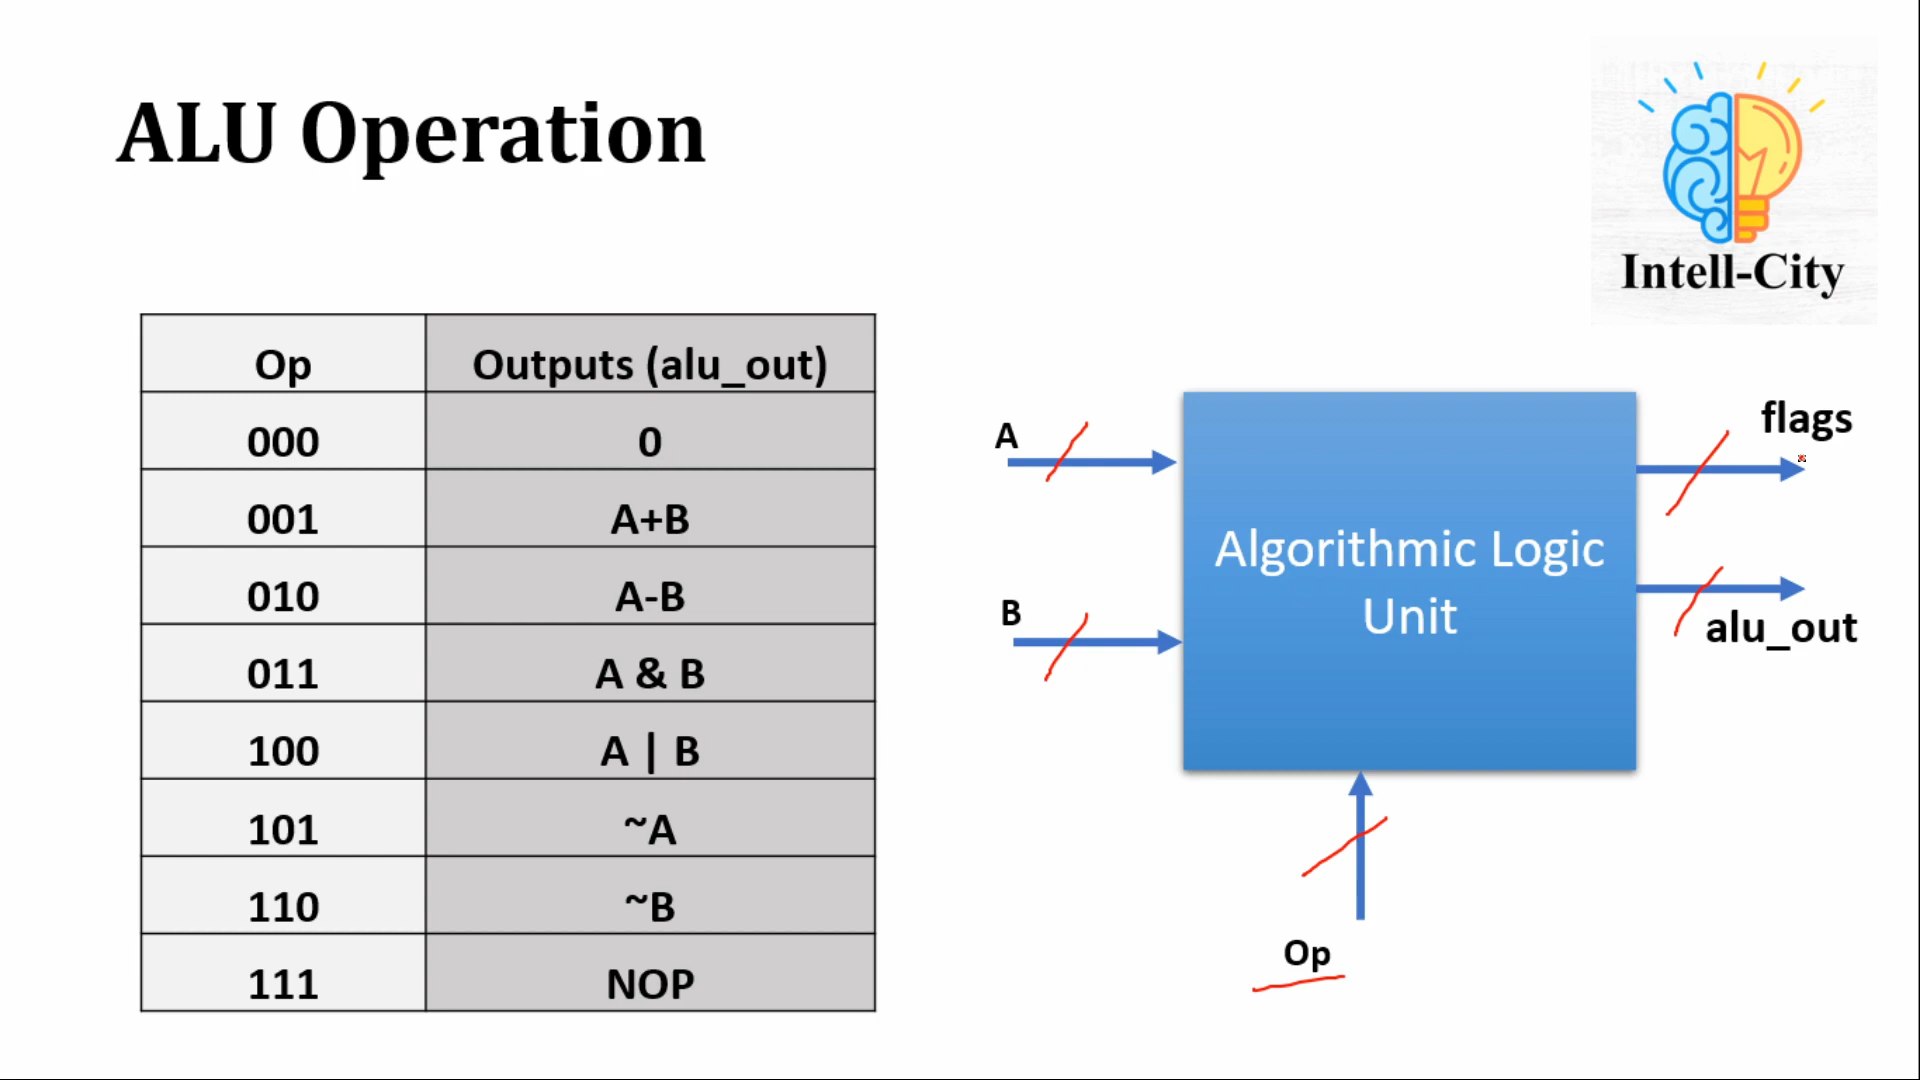 ALU Operation
Intell-City
Op Outputs (alu_out)
000 0
001 A+B
010 A-B
011 A & B
100 A | B
101 ~A
110 ~B
111 NOP
A
B
Algorithmic Logic
Unit
flags
alu_out
Op